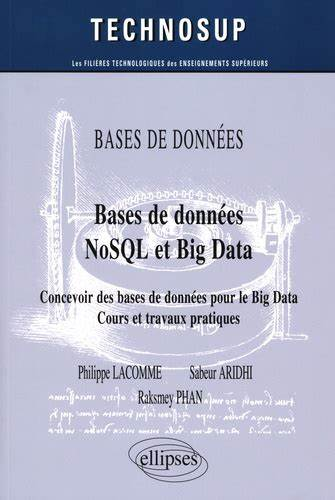 TECHNOSUP
Les FILIÈRES TECHNOLOGIQUES des ENSEIGNEMENTS SUPÉRIEURS
BASES DE DONNÉES
Bases de données
NoSQL et Big Data
Concevoir des bases de données pour le Big Data
Cours et travaux pratiques
Philippe LACOMME Sabeur ARIDHI
Raksmey PHAN
ellipses